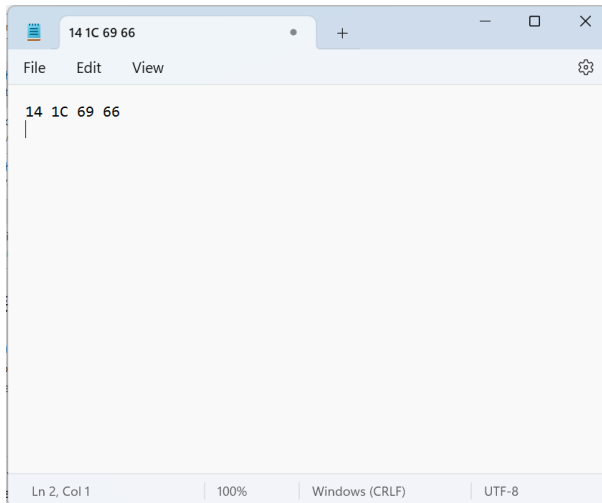 14 1C 69 66
File Edit View
14 1C 69 66
Ln 2, Col 1 100% Windows (CRLF) UTF-8